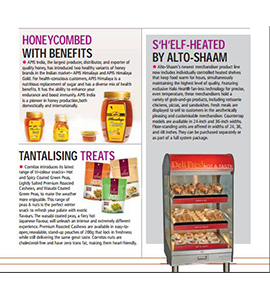 HONEYCOMBED
WITH BENEFITS
APIS India is the largest producer, distributor, and exporter of
quality honey, has introduced two healthy variants of honey
brands in the Indian market– APIS Himalaya and APIS Himalaya
Gold. For health-conscious customers, APIS Himalaya is a
nutritious replacement of sugar and has a diverse mix of health
benefits. It has the ability to enhance your
endurance and boost immunity. APIS India
is a pioneer in honey production, both
domestically and internationally.
TANTALISING TREATS
Cornitos introduces its latest
range of tri-colour snacks– Hot
and Spicy Coated Green Peas,
Lightly Salted Premium Roasted
Cashews, and Wasabi Coated
Green Peas, to make the weather
more enjoyable. This range of
peas & nuts is the perfect winter
snack to refresh your palate with exotic
flavours. The wasabi coated peas, a fiery hot
Japanese flavour, will unleash an intense and extremely different
experience. Premium Roasted Cashews are available in easy-to-
open, resealable, stand-up pouches of 200g that lock in freshness
while still delivering the same great taste. Cornitos nuts are
cholesterol-free and have zero trans fat, making them heart-friendly.
S'H'ELF-HEATED
BY ALTO-SHAAM
Alto-Shaam's newest merchandiser product line
now includes individually controlled heated shelves
that keep food warm for hours, simultaneously
maintaining the highest level of quality. Featuring
exclusive Halo Heat® fan-less technology for precise,
even temperature, these merchandisers hold a
variety of grab-and-go products, including rotisserie
chickens, pizzas, and sandwiches. Fresh meals are
displayed to sell to customers in the aesthetically
pleasing and customizable merchandiser. Countertop
models are available in 24-inch and 36-inch widths.
Floor-standing units are offered in widths of 24, 36,
and 48 inches. They can be purchased separately or
as part of a full system package.
Deli Fresh HOT & TASTY